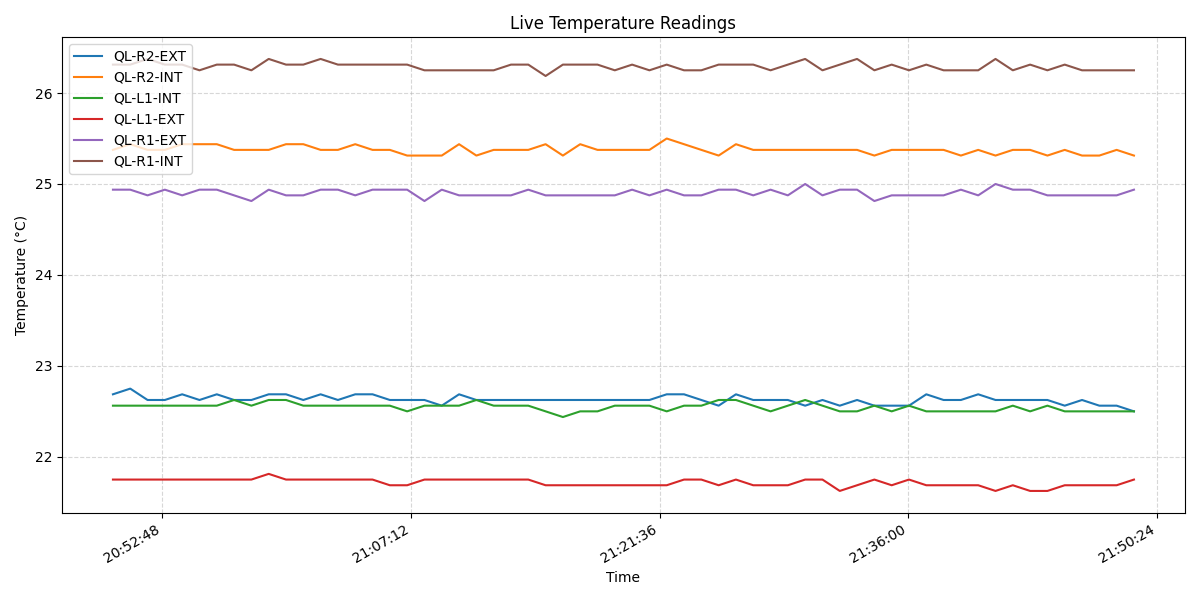 Live Temperature Readings
QL-R2-EXT
QL-R2-INT
QL-L1-INT
QL-L1-EXT
QL-R1-EXT
QL-R1-INT
Temperature (°C)
26
25
24
23
22
20:52:48
21:07:12
21:21:36
21:36:00
21:50:24
Time